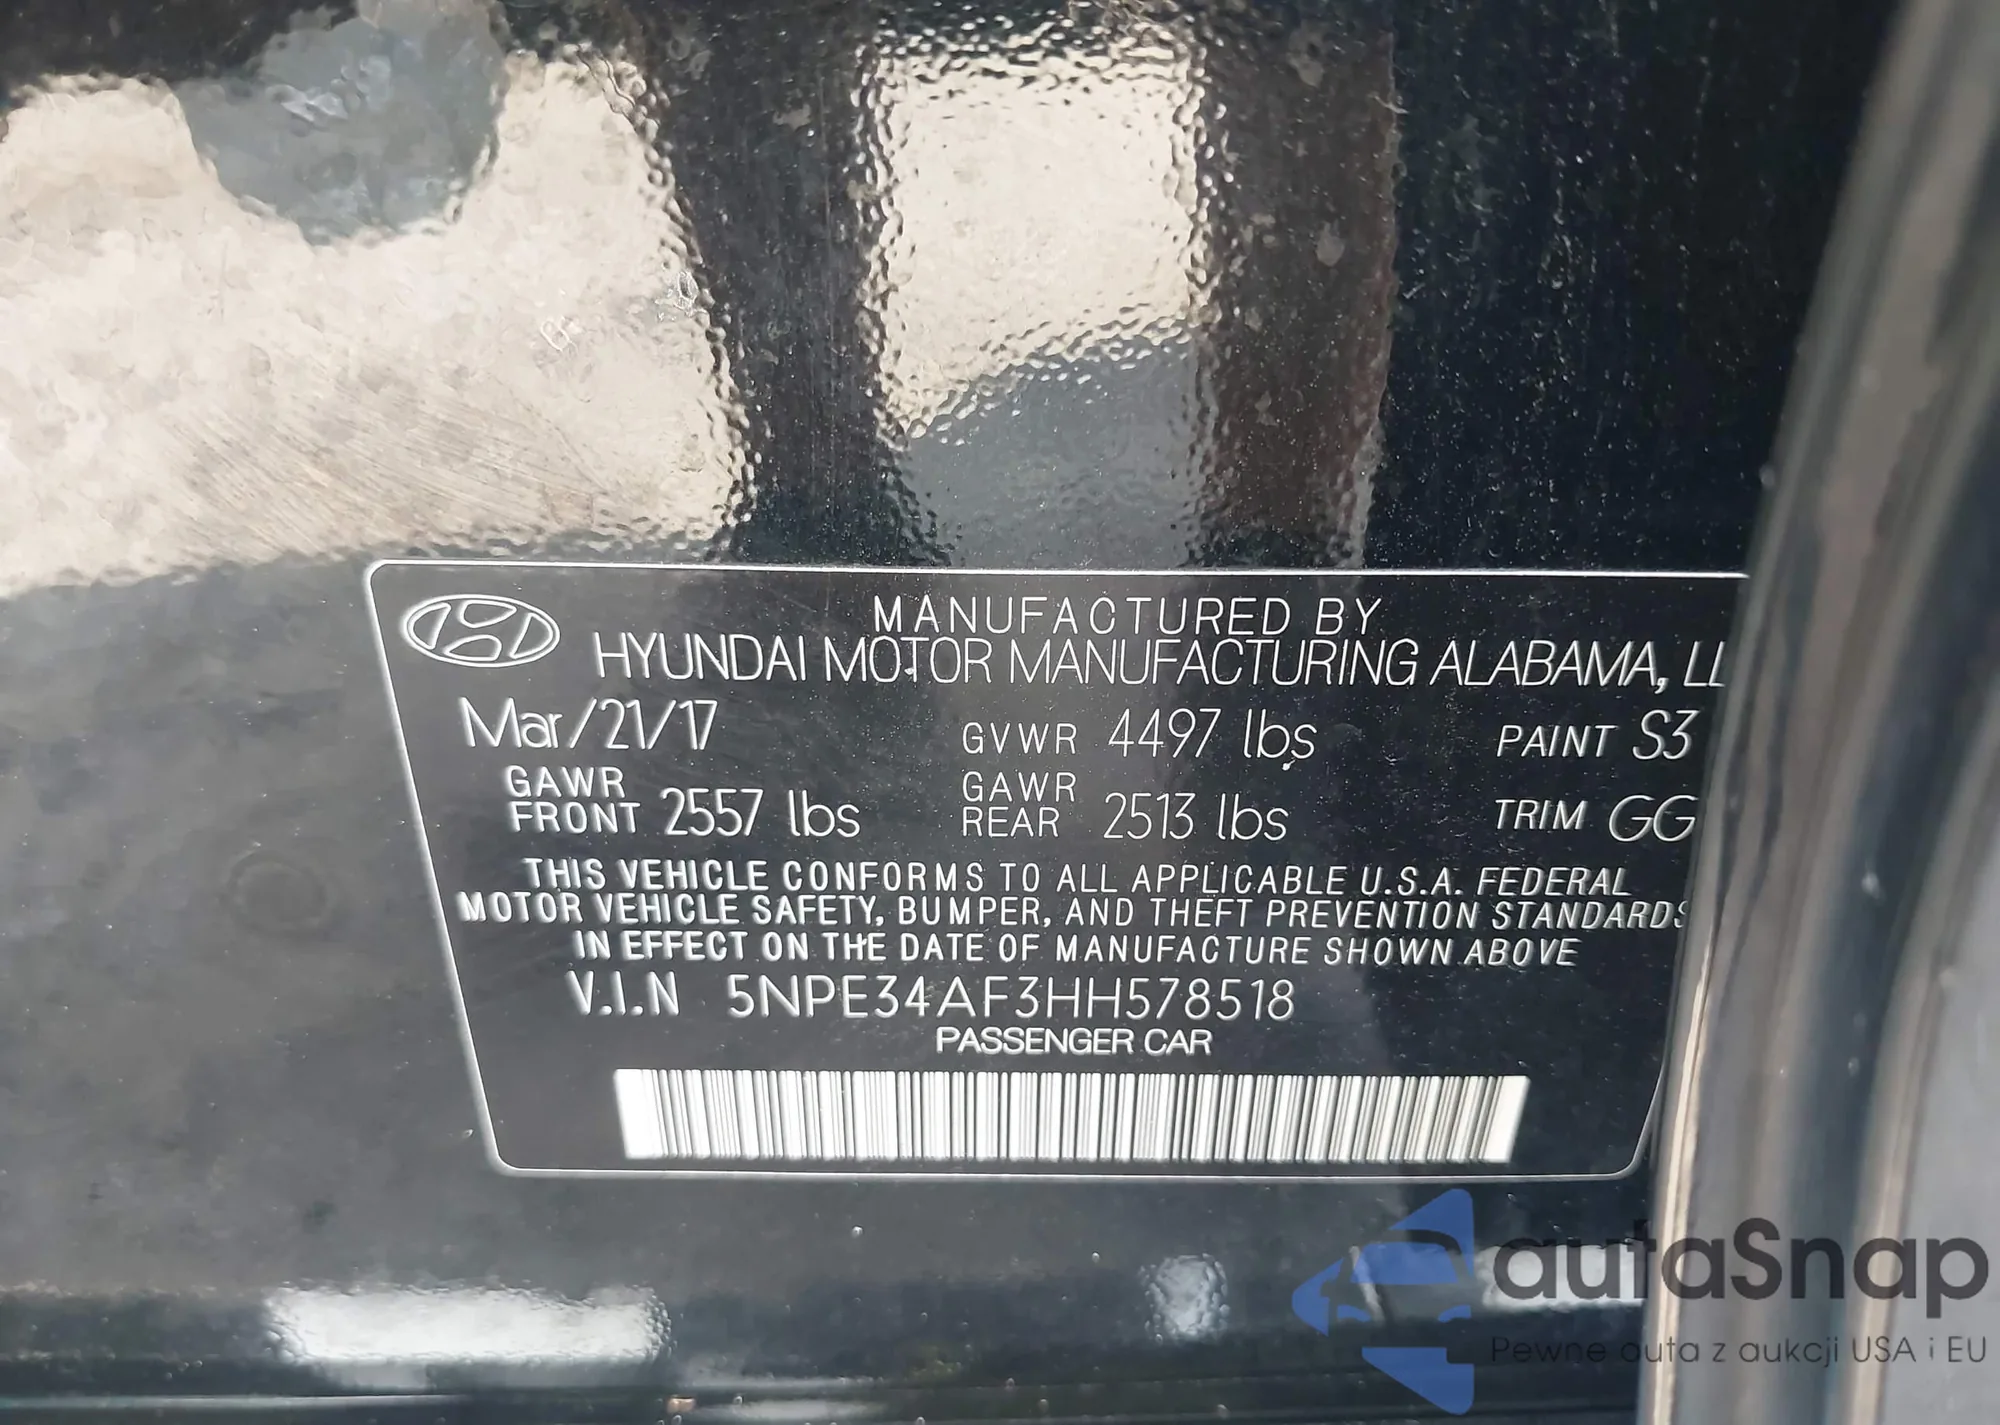 MANUFACTURED BY
HYUNDAI MOTOR MANUFACTURING ALABAMA, LL
Mar/21/17 GVWR 4497 lbs PAINT S3
GAWR FRONT 2557 lbs GAWR REAR 2513 lbs TRIM GG
THIS VEHICLE CONFORMS TO ALL APPLICABLE U.S.A. FEDERAL
MOTOR VEHICLE SAFETY, BUMPER, AND THEFT PREVENTION STANDARDS
IN EFFECT ON THE DATE OF MANUFACTURE SHOWN ABOVE
V.I.N 5NPE34AF3HH578518
PASSENGER CAR
autaSnap
Pewne auta z aukcji USA i EU